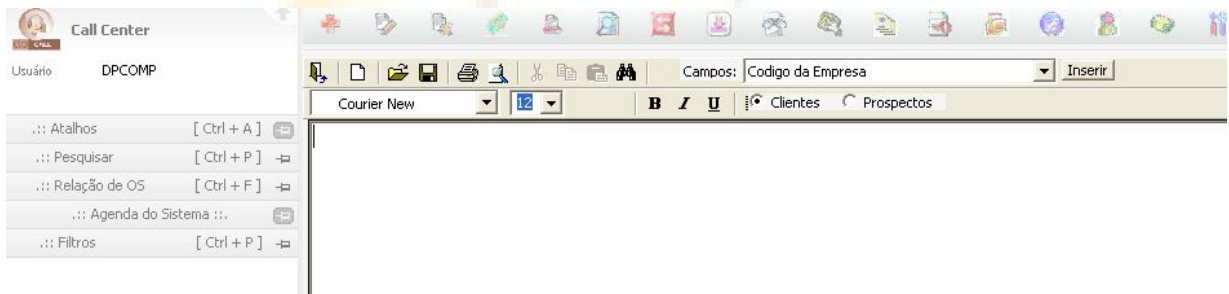 Call Center
CALL
Usuário DPCOMP
.:: Atalhos [ Ctrl + A ]
.:: Pesquisar [ Ctrl + P ]
.:: Relação de OS [ Ctrl + F ]
.:: Agenda do Sistema ::.
.:: Filtros [ Ctrl + P ]
Campos: Codigo da Empresa Inserir
Courier New 12 B I U Clientes Prospectos